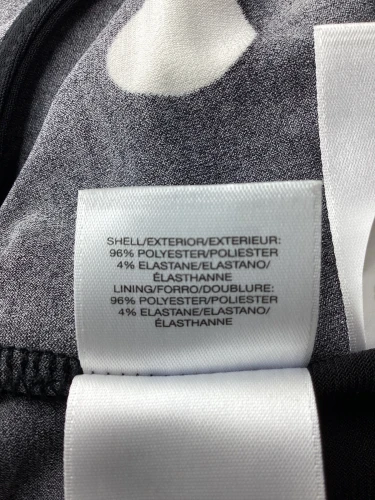 SHELL/EXTERIOR/EXTERIEUR:
96% POLYESTER/POLIESTER
4% ELASTANE/ELASTANO/
ÉLASTHANNE
LINING/FORRO/DOUBLURE:
96% POLYESTER/POLIESTER
4% ELASTANE/ELASTANO/
ÉLASTHANNE